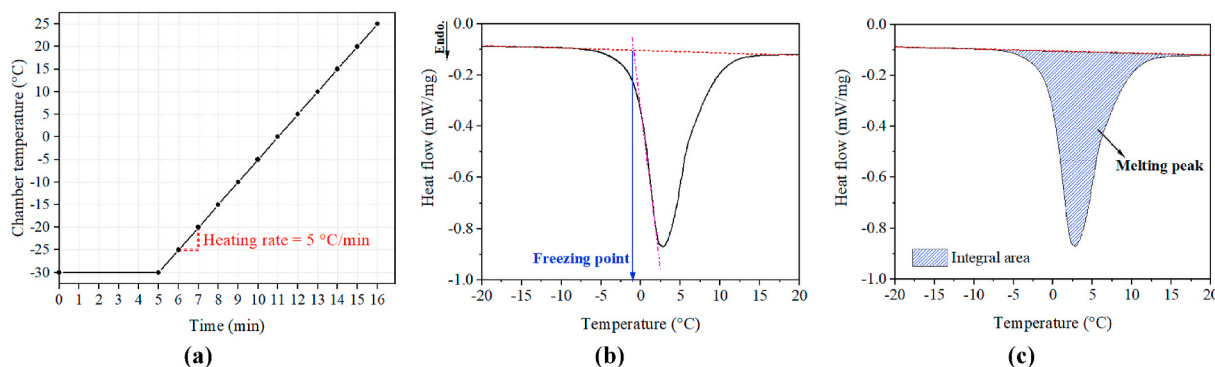 25
20
15
10
5
0
-5
-10
-15
-20
-25
-30
Chamber temperature (°C)
Heating rate = 5 °C/min
0 1 2 3 4 5 6 7 8 9 10 11 12 13 14 15 16
Time (min)
(a)
0.0
-0.2
-0.4
-0.6
-0.8
-1.0
Heat flow (mW/mg)
Endo.
Freezing point
-20 -15 -10 -5 0 5 10 15 20
Temperature (°C)
(b)
0.0
-0.2
-0.4
-0.6
-0.8
-1.0
Heat flow (mW/mg)
Melting peak
Integral area
-20 -15 -10 -5 0 5 10 15 20
Temperature (°C)
(c)